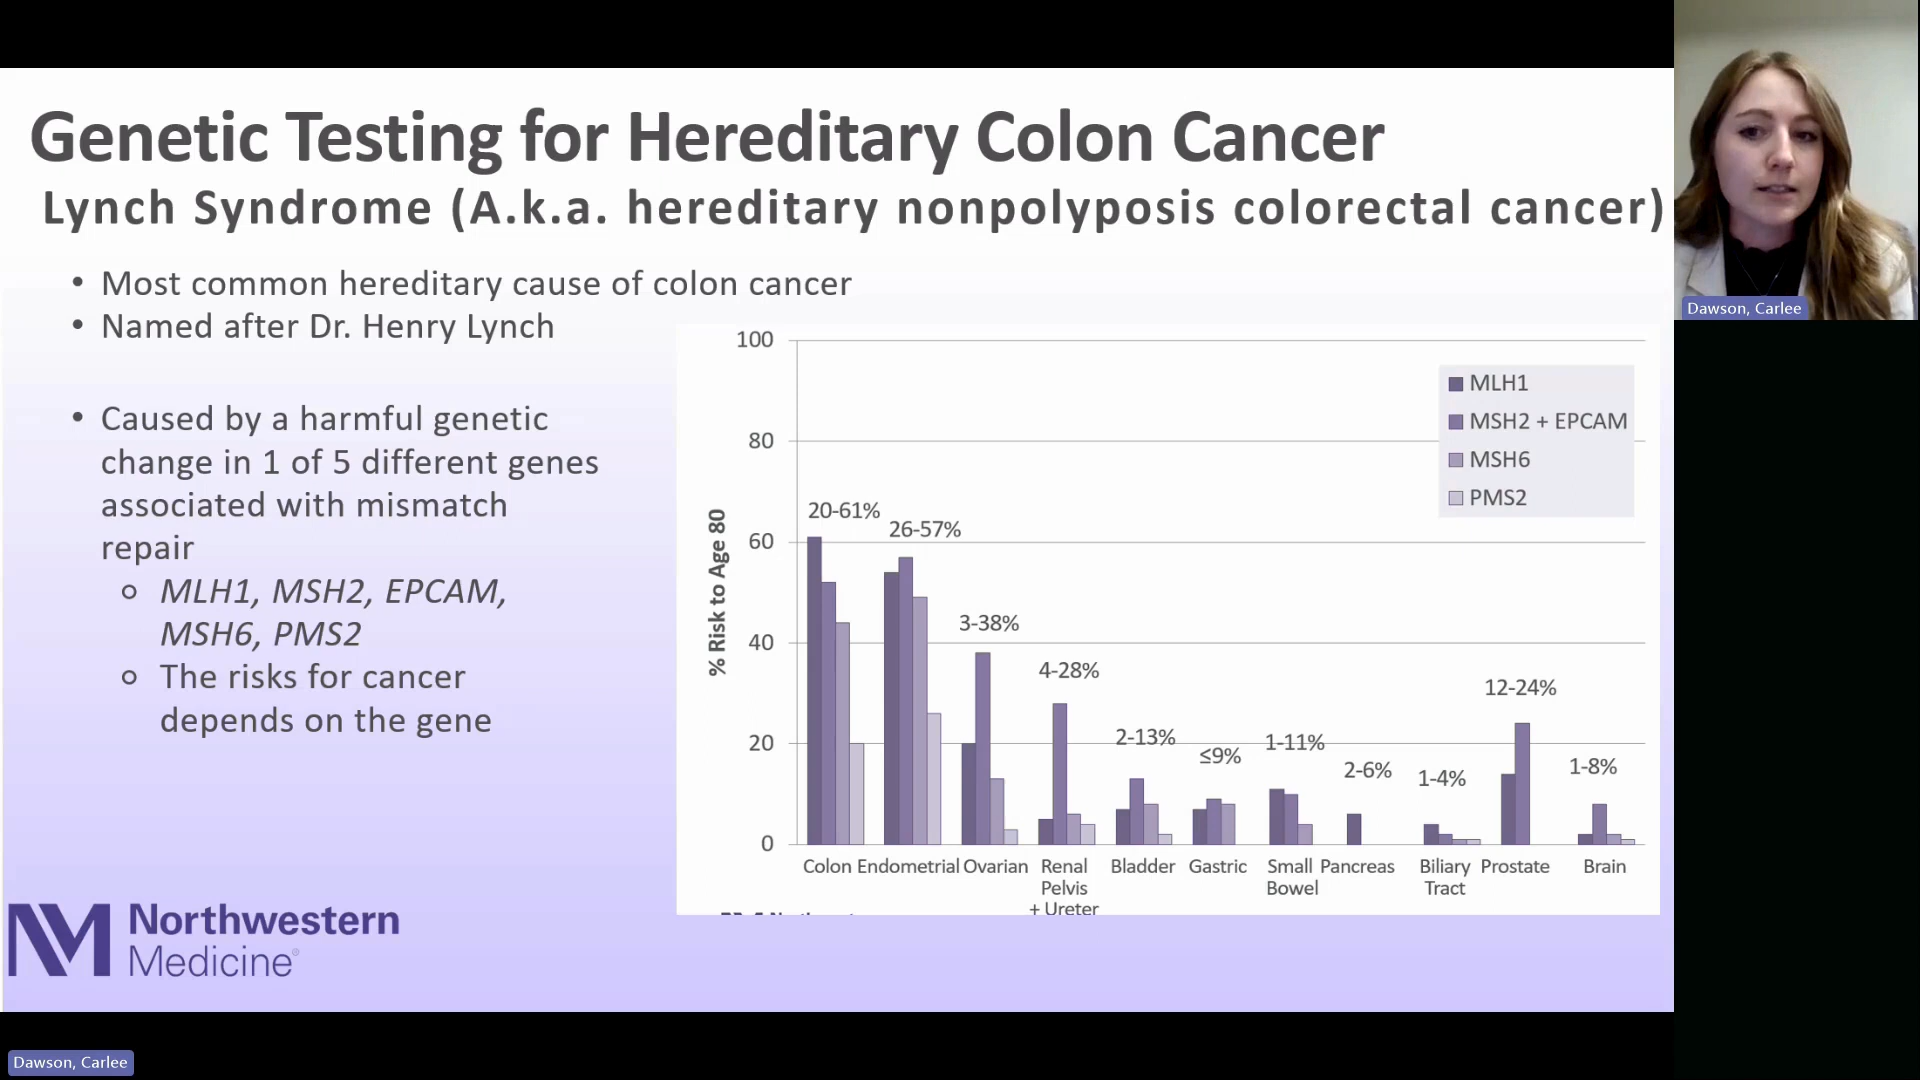 Genetic Testing for Hereditary Colon Cancer
Lynch Syndrome (A.k.a. hereditary nonpolyposis colorectal cancer)
• Most common hereditary cause of colon cancer
• Named after Dr. Henry Lynch
• Caused by a harmful genetic
change in 1 of 5 different genes
associated with mismatch
repair
o MLH1, MSH2, EPCAM,
MSH6, PMS2
o The risks for cancer
depends on the gene
% Risk to Age 80
100
80
60
40
20
0
MLH1
MSH2 + EPCAM
MSH6
PMS2
20-61%
26-57%
3-38%
4-28%
2-13%
≤9%
1-11%
2-6%
1-4%
12-24%
1-8%
Colon
Endometrial
Ovarian
Renal
Pelvis
+ Ureter
Bladder
Gastric
Small
Bowel
Pancreas
Biliary
Tract
Prostate
Brain
NM
Northwestern
Medicine®
Dawson, Carlee
Dawson, Carlee